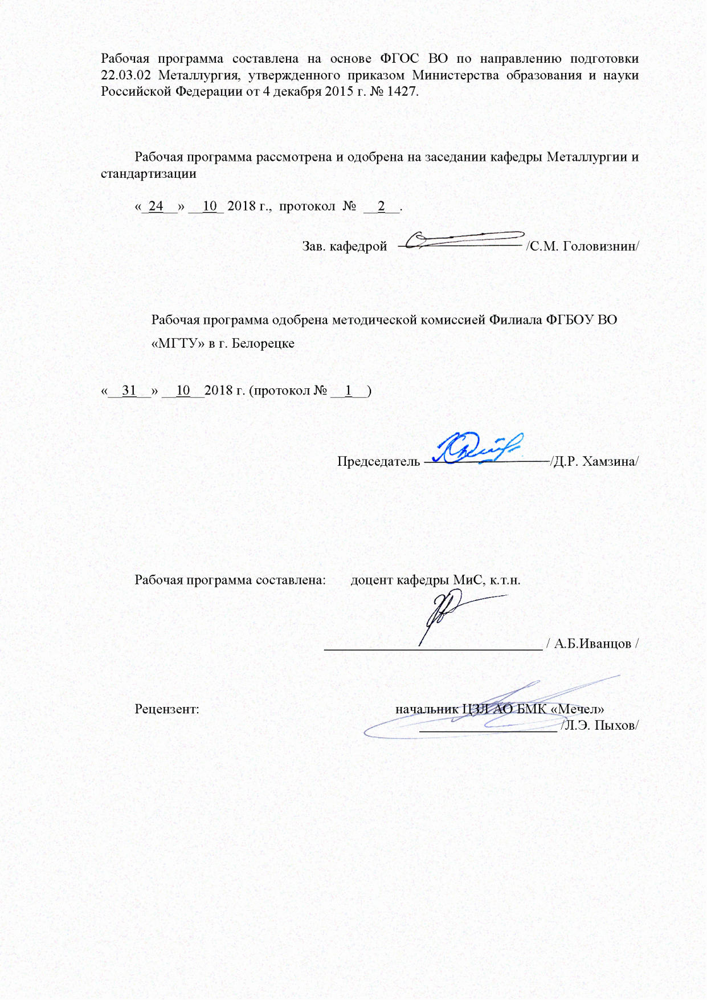 Рабочая программа составлена на основе ФГОС ВО по направлению подготовки
22.03.02 Металлургия, утвержденного приказом Министерства образования и науки
Российской Федерации от 4 декабря 2015 г. № 1427.
Рабочая программа рассмотрена и одобрена на заседании кафедры Металлургии и
стандартизации
«_24__» __10_ 2018 г., протокол № __2__.
Зав. кафедрой /С.М. Головизнин/
Рабочая программа одобрена методической комиссией Филиала ФГБОУ ВО
«МГТУ» в г. Белорецке
«__31__» __10__2018 г. (протокол № __1__)
Председатель /Д.Р. Хамзина/
Рабочая программа составлена: доцент кафедры МиС, к.т.н.
/ А.Б.Иванцов /
Рецензент: начальник ЦЗЛ АО БМК «Мечел»
/Л.Э. Пыхов/